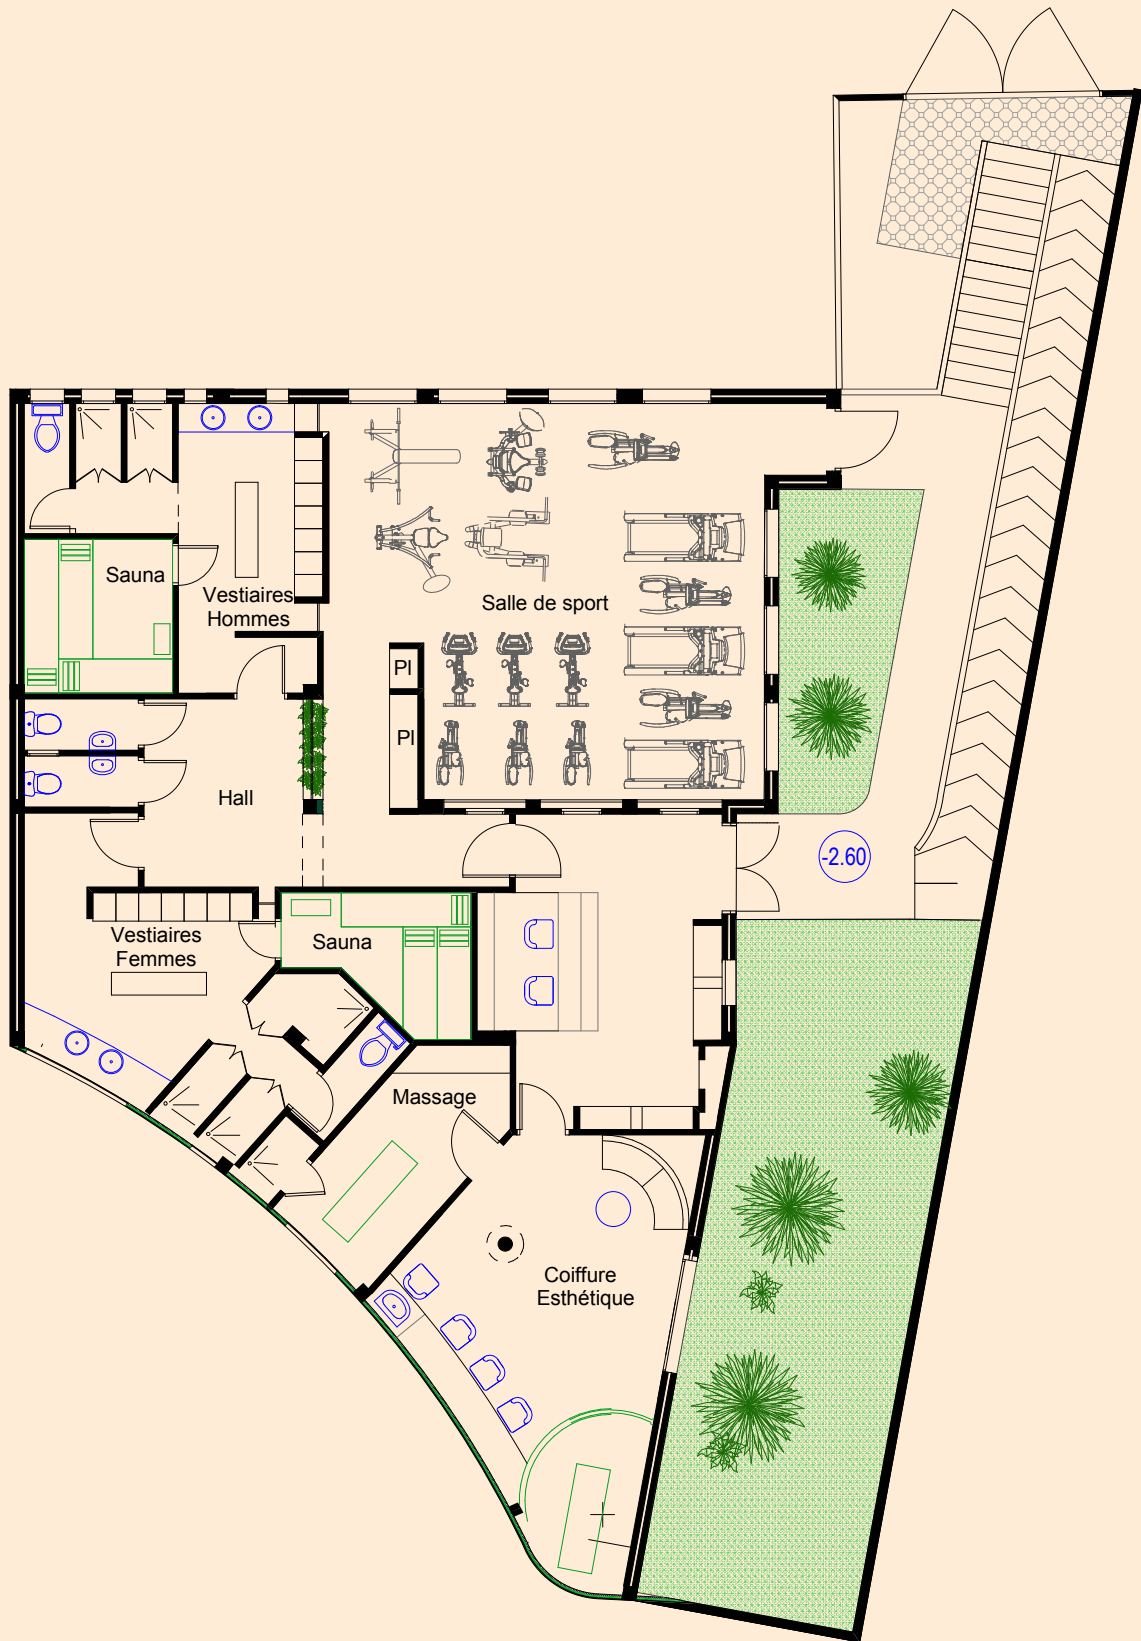 Sauna
Vestiaires
Hommes
Salle de sport
Pl
Pl
Hall
-2.60
Vestiaires
Femmes
Sauna
Massage
Coiffure
Esthétique